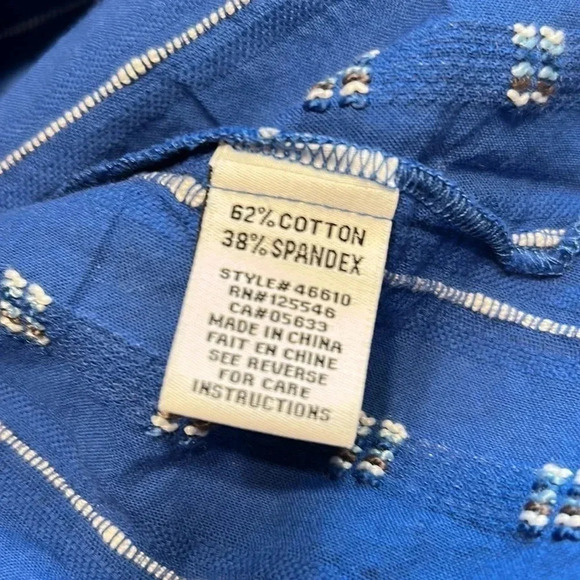 62% COTTON
38% SPANDEX
STYLE# 46610
RN# 125546
CA# 05633
MADE IN CHINA
FAIT EN CHINE
SEE REVERSE
FOR CARE
INSTRUCTIONS